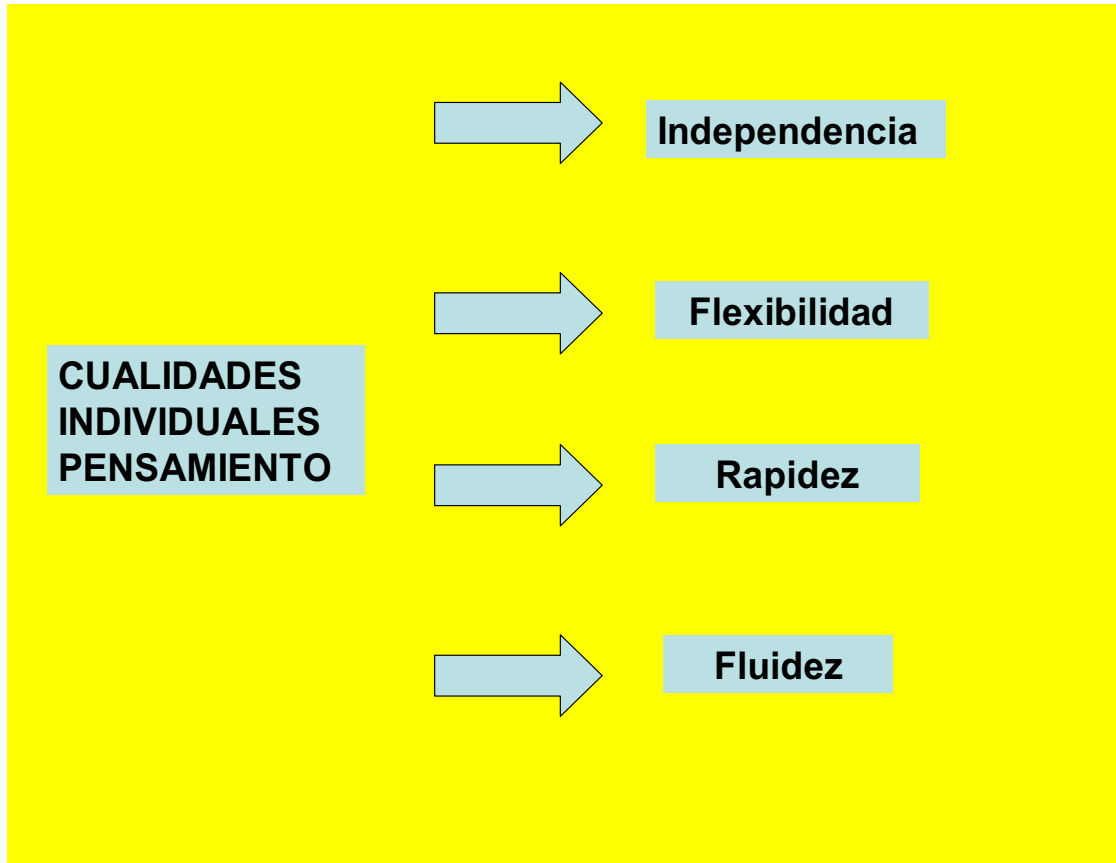 Independencia
Flexibilidad
CUALIDADES
INDIVIDUALES
PENSAMIENTO
Rapidez
Fluidez